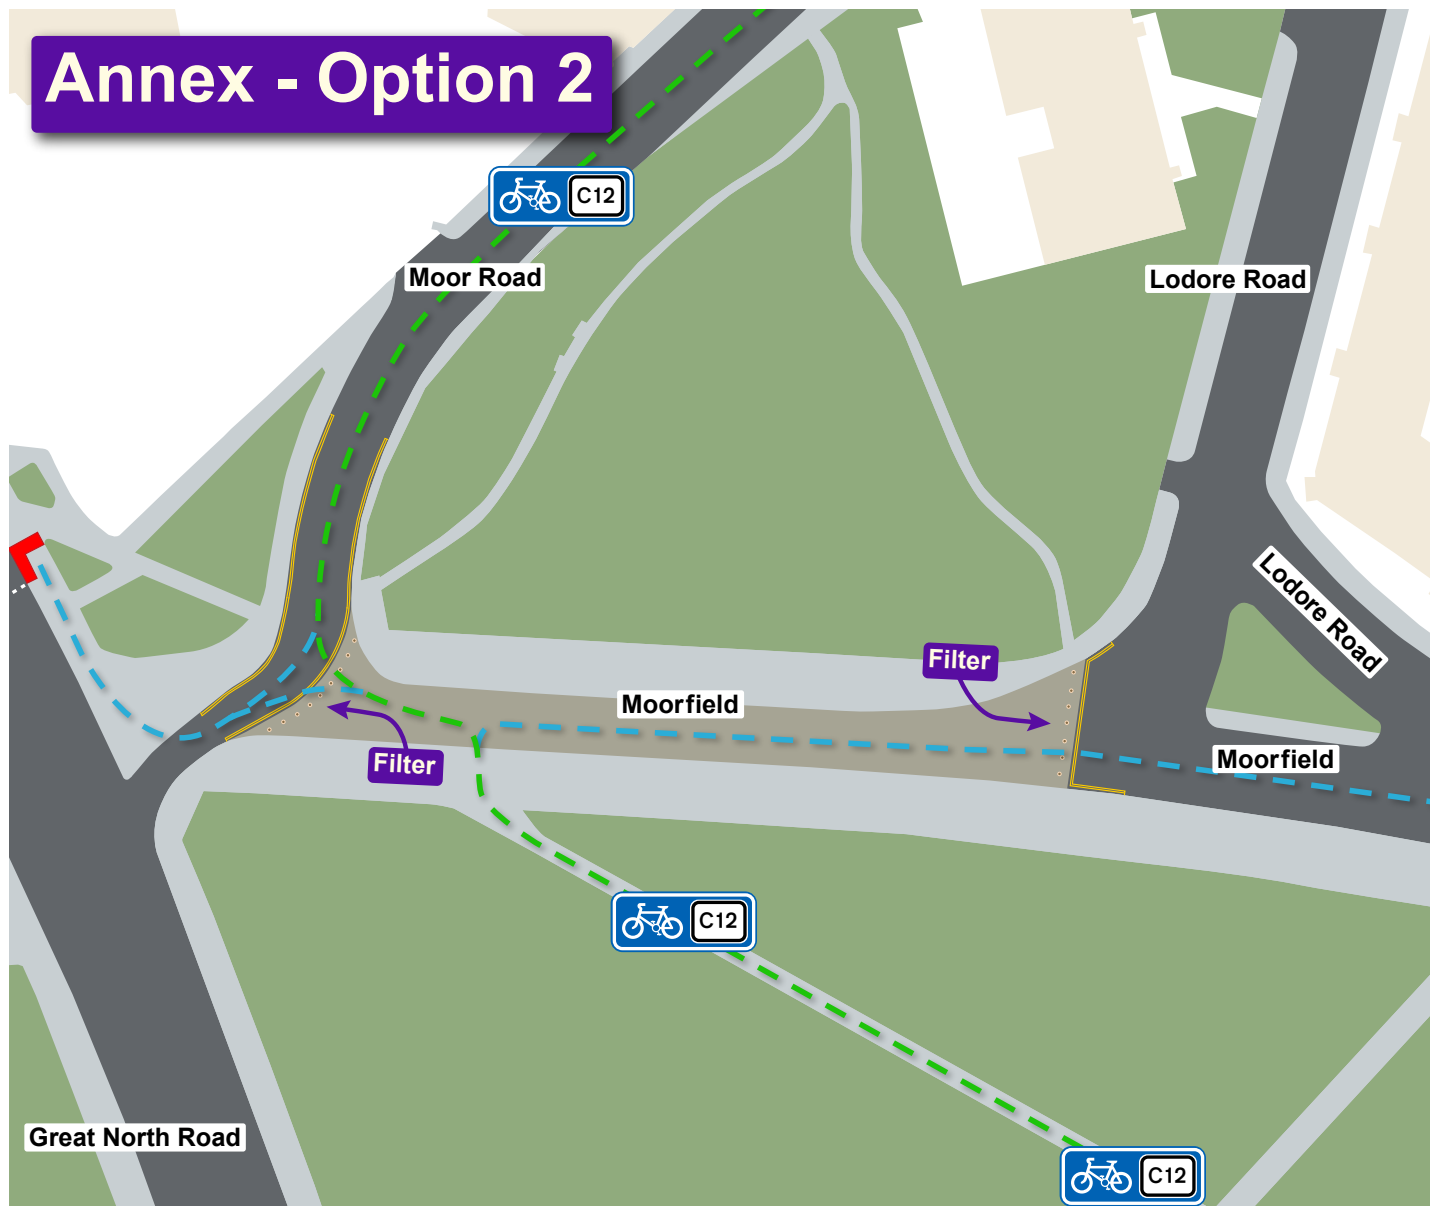 Annex - Option 2
C12
Moor Road
Lodore Road
Lodore Road
Filter
Moorfield
Moorfield
Filter
C12
Great North Road
C12